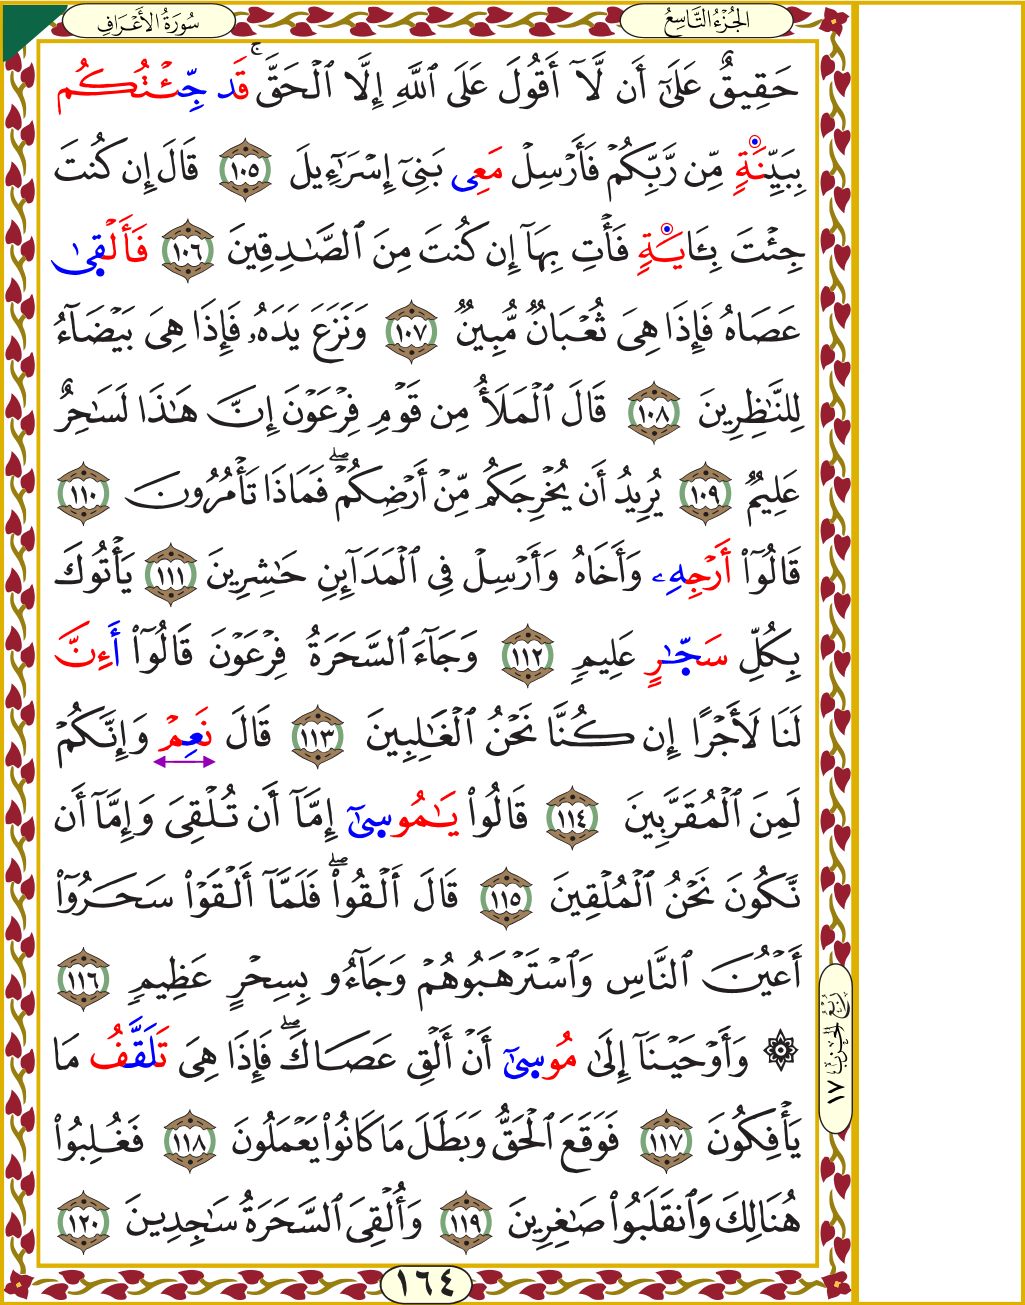 سُورَةُ الأَعْرَافِ
الجُزْءُ التَّاسِعُ
حَقِيقٌ عَلَىٰٓ أَن لَّآ أَقُولَ عَلَى ٱللَّهِ إِلَّا ٱلْحَقَّۚ قَد جِّئْتُكُم
بِبَيِّنَةٍ مِّن رَّبِّكُمْ فَأَرْسِلْ مَعِى بَنِىٓ إِسْرَٰٓءِيلَ ١٠٥ قَالَ إِن كُنتَ
جِئْتَ بِـَٔايَةٍ فَأْتِ بِهَآ إِن كُنتَ مِنَ ٱلصَّٰدِقِينَ ١٠٦ فَأَلْقِىٰ
عَصَاهُ فَإِذَا هِىَ ثُعْبَانٌ مُّبِينٌ ١٠٧ وَنَزَعَ يَدَهُۥ فَإِذَا هِىَ بَيْضَآءُ
لِلنَّٰظِرِينَ ١٠٨ قَالَ ٱلْمَلَأُ مِن قَوْمِ فِرْعَوْنَ إِنَّ هَٰذَا لَسَٰحِرٌ
عَلِيمٌ ١٠٩ يُرِيدُ أَن يُخْرِجَكُم مِّنْ أَرْضِكُمْۖ فَمَاذَا تَأْمُرُونَ ١١٠
قَالُوٓا۟ أَرْجِهِۦ وَأَخَاهُ وَأَرْسِلْ فِى ٱلْمَدَآئِنِ حَٰشِرِينَ ١١١ يَأْتُوكَ
بِكُلِّ سَحَّٰرٍ عَلِيمٍ ١١٢ وَجَآءَ ٱلسَّحَرَةُ فِرْعَوْنَ قَالُوٓا۟ أَءِنَّ
لَنَا لَأَجْرًا إِن كُنَّا نَحْنُ ٱلْغَٰلِبِينَ ١١٣ قَالَ نَعِمْ وَإِنَّكُمْ
لَمِنَ ٱلْمُقَرَّبِينَ ١١٤ قَالُوا۟ يَٰمُوسِىٰٓ إِمَّآ أَن تُلْقِىَ وَإِمَّآ أَن
نَّكُونَ نَحْنُ ٱلْمُلْقِينَ ١١٥ قَالَ أَلْقُوا۟ۖ فَلَمَّآ أَلْقَوْا۟ سَحَرُوٓا۟
أَعْيُنَ ٱلنَّاسِ وَٱسْتَرْهَبُوهُمْ وَجَآءُو بِسِحْرٍ عَظِيمٍ ١١٦
۞ وَأَوْحَيْنَآ إِلَىٰ مُوسِىٰٓ أَنْ أَلْقِ عَصَاكَۖ فَإِذَا هِىَ تَلَقَّفُ مَا
يَأْفِكُونَ ١١٧ فَوَقَعَ ٱلْحَقُّ وَبَطَلَ مَا كَانُوا۟ يَعْمَلُونَ ١١٨ فَغُلِبُوا۟
هُنَالِكَ وَٱنقَلَبُوا۟ صَٰغِرِينَ ١١٩ وَأُلْقِىَ ٱلسَّحَرَةُ سَٰجِدِينَ ١٢٠
رُبْعُ الْحِزْبِ ١٧
١٦٤